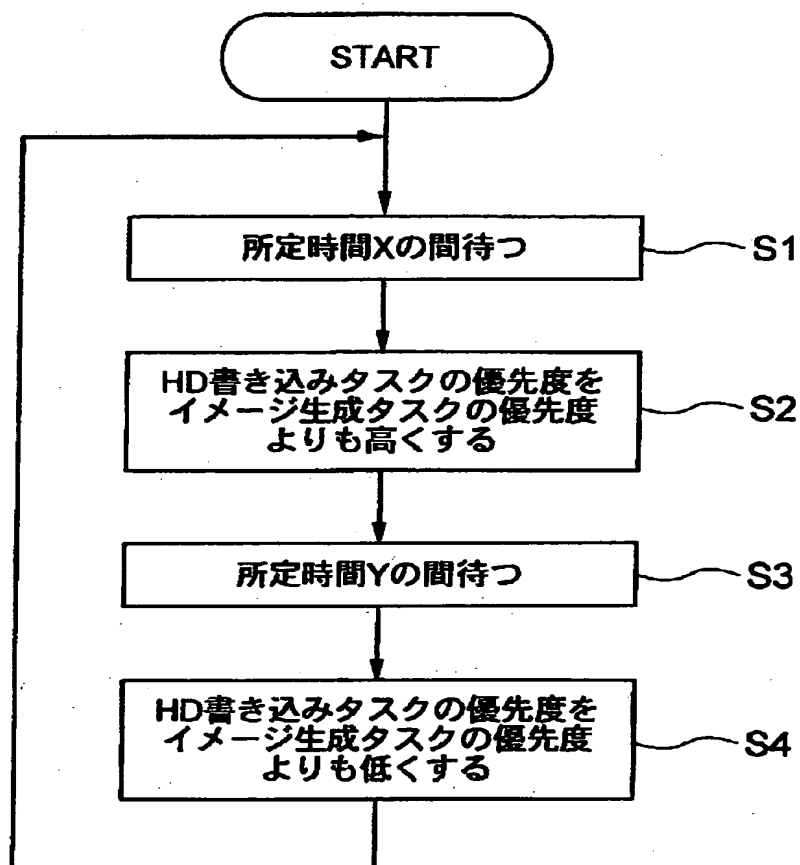 START
所定時間Xの間待つ
S1
HD書き込みタスクの優先度を
イメージ生成タスクの優先度
よりも高くする
S2
所定時間Yの間待つ
S3
HD書き込みタスクの優先度を
イメージ生成タスクの優先度
よりも低くする
S4